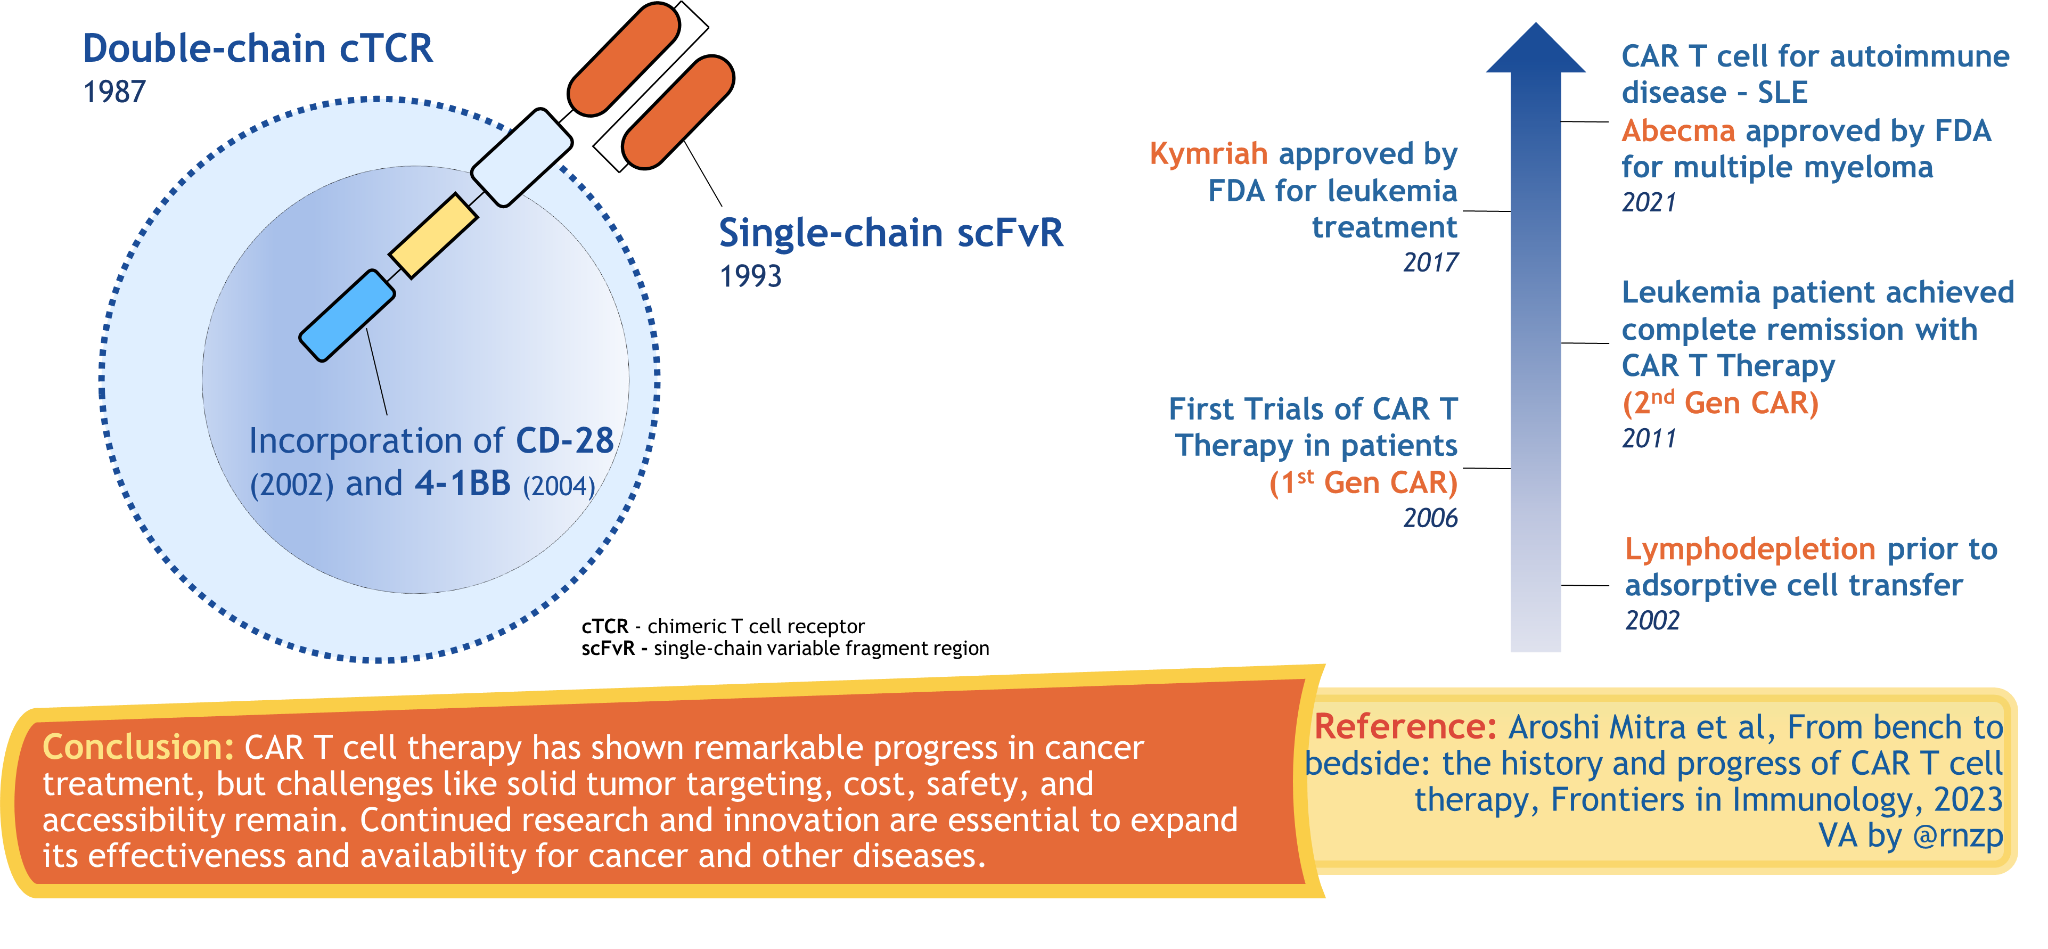 Double-chain cTCR
1987
Single-chain scFvR
1993
Incorporation of CD-28
(2002) and 4-1BB (2004)
cTCR - chimeric T cell receptor
scFvR - single-chain variable fragment region
CAR T cell for autoimmune
disease – SLE
Abecma approved by FDA
for multiple myeloma
2021
Kymriah approved by
FDA for leukemia
treatment
2017
Leukemia patient achieved
complete remission with
CAR T Therapy
(2nd Gen CAR)
2011
First Trials of CAR T
Therapy in patients
(1st Gen CAR)
2006
Lymphodepletion prior to
adsorptive cell transfer
2002
Conclusion: CAR T cell therapy has shown remarkable progress in cancer
treatment, but challenges like solid tumor targeting, cost, safety, and
accessibility remain. Continued research and innovation are essential to expand
its effectiveness and availability for cancer and other diseases.
Reference: Aroshi Mitra et al, From bench to
bedside: the history and progress of CAR T cell
therapy, Frontiers in Immunology, 2023
VA by @rnzp